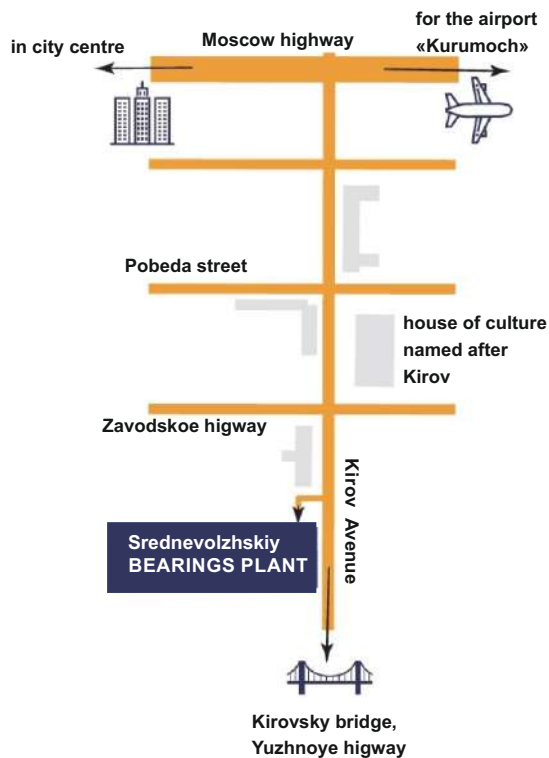 for the airport
«Kurumoch»
in city centre
Moscow highway
Pobeda street
house of culture
named after
Kirov
Zavodskoe higway
Kirov Avenue
Srednevolzhskiy
BEARINGS PLANT
Kirovsky bridge,
Yuzhnoye higway